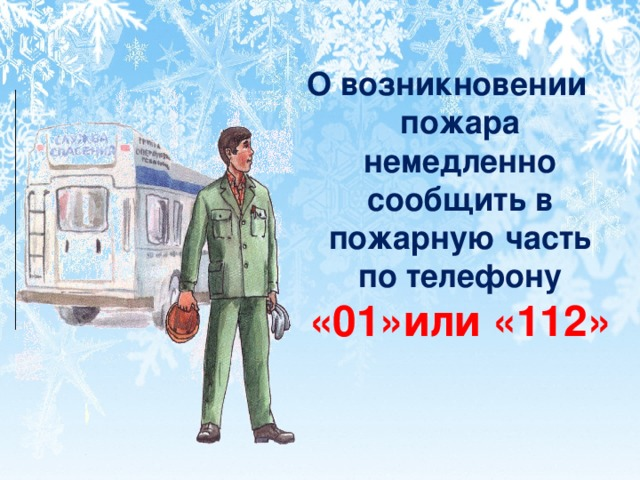 О возникновении
пожара
немедленно
сообщить в
пожарную часть
по телефону
«01»или «112»
СЛУЖБА
СПАСЕНИЯ